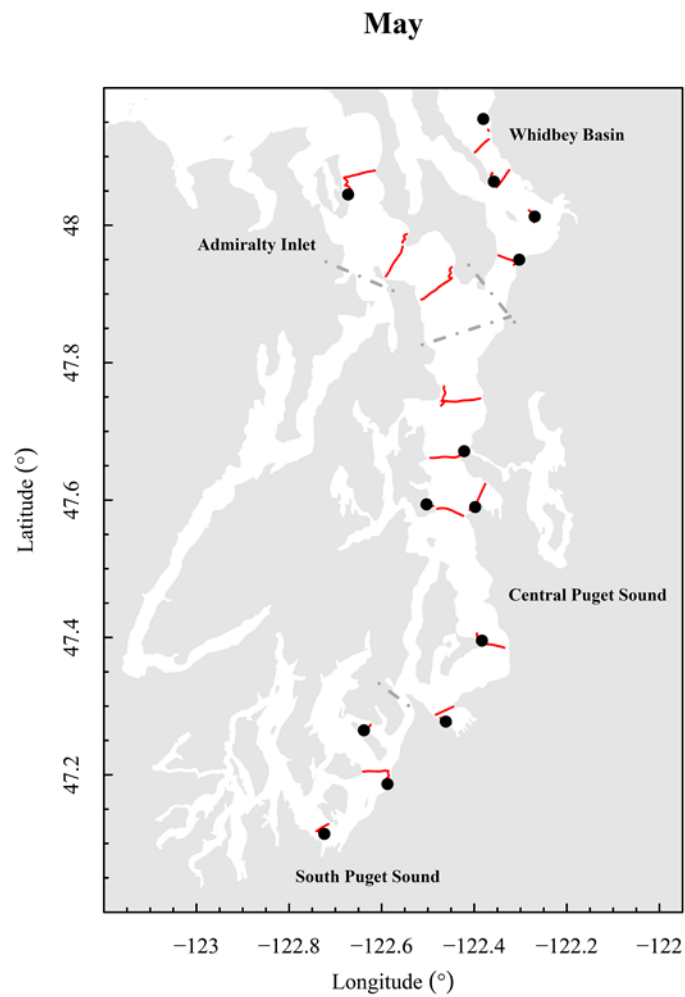 May
Whidbey Basin
Admiralty Inlet
Central Puget Sound
South Puget Sound
48
47.8
47.6
47.4
47.2
Latitude (°)
−123
−122.8
−122.6
−122.4
−122.2
−122
Longitude (°)